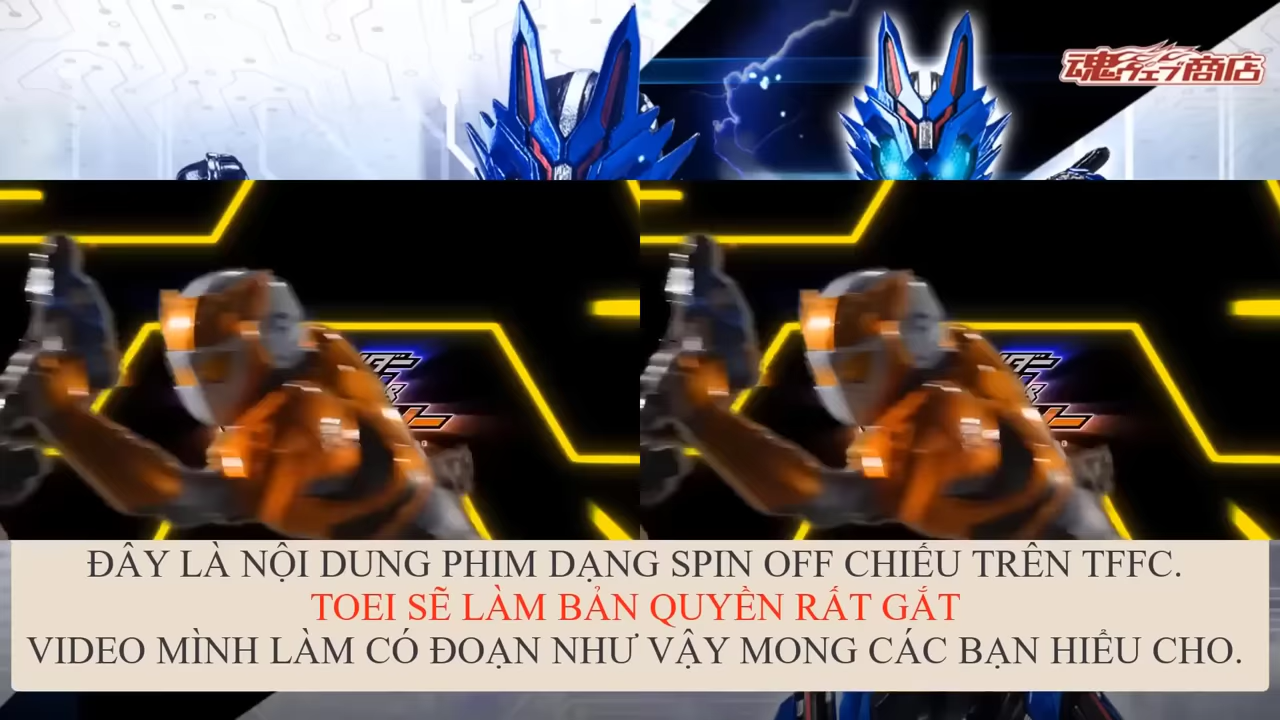 魂ウェブ商店
ĐÂY LÀ NỘI DUNG PHIM DẠNG SPIN OFF CHIẾU TRÊN TFFC.
TOEI SẼ LÀM BẢN QUYỀN RẤT GẮT
VIDEO MÌNH LÀM CÓ ĐOẠN NHƯ VẬY MONG CÁC BẠN HIỂU CHO.